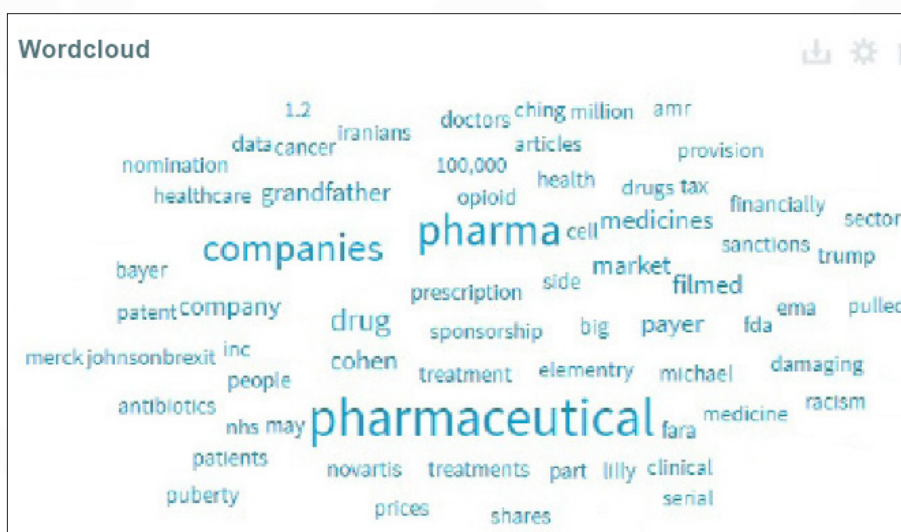 Wordcloud
1.2 doctors ching million amr
data cancer iranians articles
nomination 100,000 provision
healthcare grandfather opioid health drugs tax
companies pharma cell medicines financially sector
bayer market sanctions trump
prescription side filmed
patent company drug sponsorship big payer fda ema pulled
merck johnson brexit inc cohen treatment elementry michael damaging
people
antibiotics nhs may pharmaceutical fara medicine racism
patients novartis treatments part lilly clinical
puberty prices shares serial